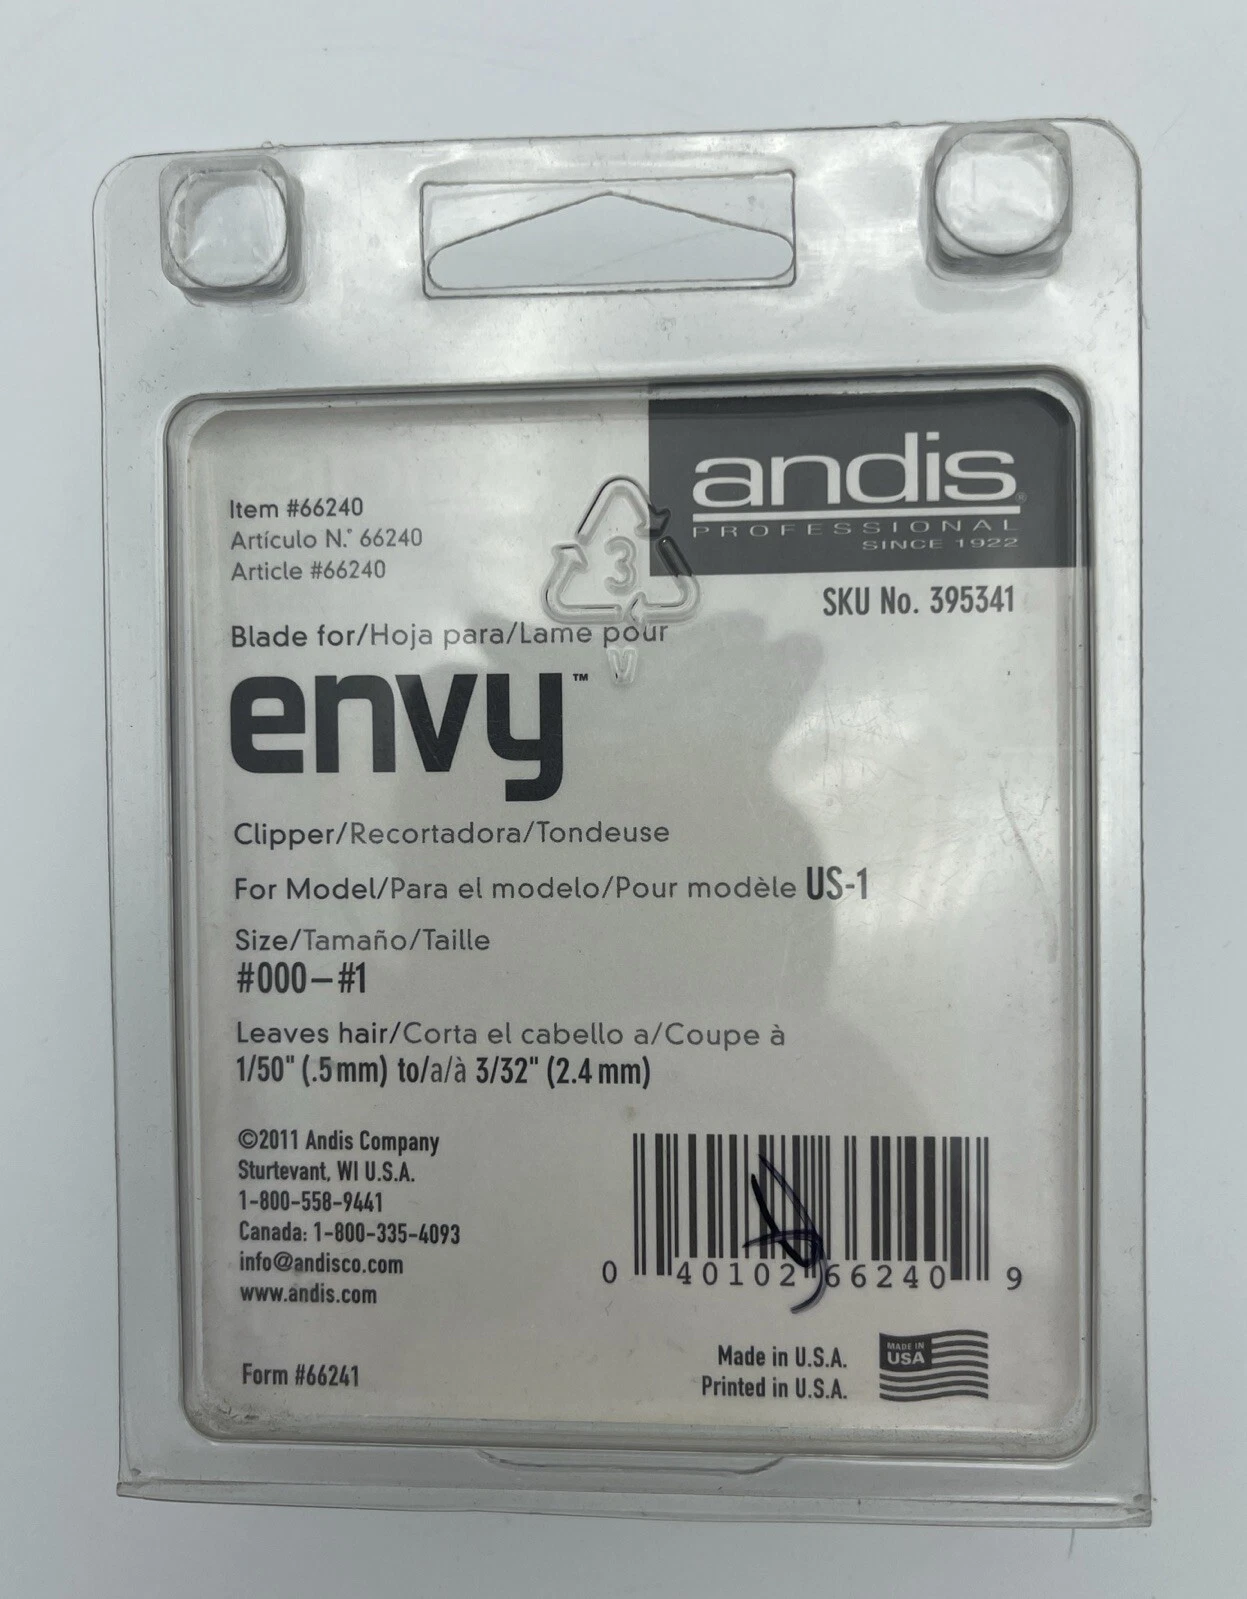 andis®
PROFESSIONAL
SINCE 1922
Item #66240
Artículo N.° 66240
Article #66240
SKU No. 395341
3
V
Blade for/Hoja para/Lame pour
envy™
Clipper/Recortadora/Tondeuse
For Model/Para el modelo/Pour modèle US-1
Size/Tamaño/Taille
#000–#1
Leaves hair/Corta el cabello a/Coupe à
1/50" (.5mm) to/a/à 3/32" (2.4 mm)
©2011 Andis Company
Sturtevant, WI U.S.A.
1-800-558-9441
Canada: 1-800-335-4093
info@andisco.com
www.andis.com
Form #66241
0 40102 66240 9
Made in U.S.A.
Printed in U.S.A.
MADE IN
USA